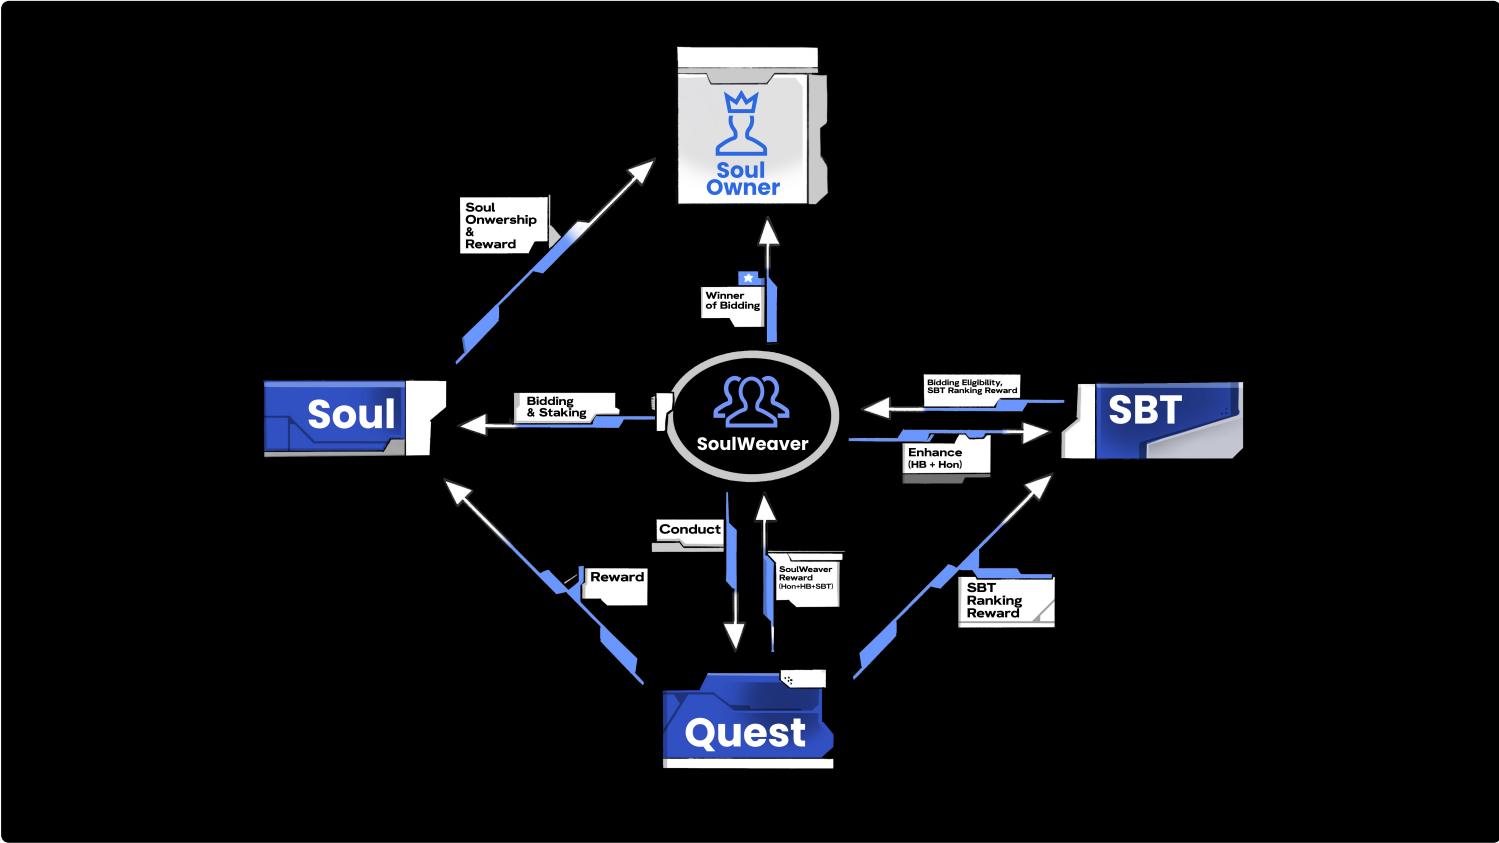 Soul
Owner
Soul
Onwership
&
Reward
Winner
of Bidding
Bidding Eligibility,
SBT Ranking Reward
Soul
Bidding
& Staking
SoulWeaver
SBT
Enhance
(HB + Hon)
Conduct
SoulWeaver
Reward
(Hon+HB+SBT)
Reward
SBT
Ranking
Reward
Quest